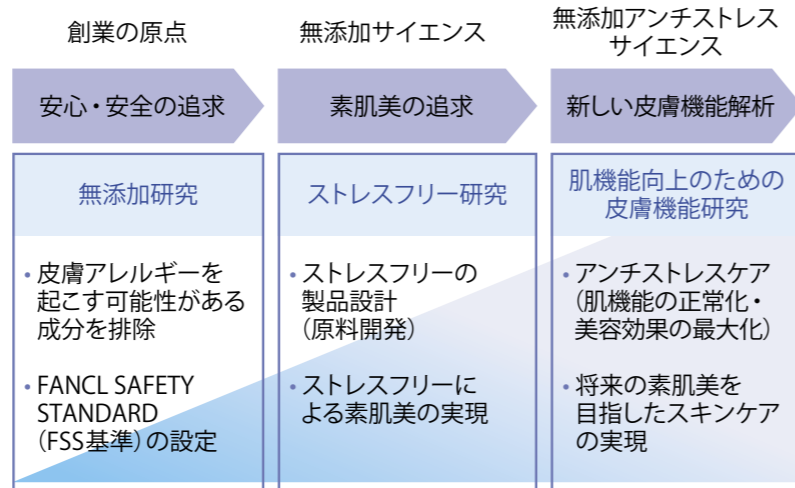 創業の原点
安心・安全の追求
無添加研究
・皮膚アレルギーを
起こす可能性がある
成分を排除
・FANCL SAFETY
STANDARD
（FSS基準）の設定
無添加サイエンス
素肌美の追求
ストレスフリー研究
・ストレスフリーの
製品設計
（原料開発）
・ストレスフリーに
よる素肌美の実現
無添加アンチストレス
サイエンス
新しい皮膚機能解析
肌機能向上のための
皮膚機能研究
・アンチストレスケア
（肌機能の正常化・
美容効果の最大化）
・将来の素肌美を
目指したスキンケア
の実現